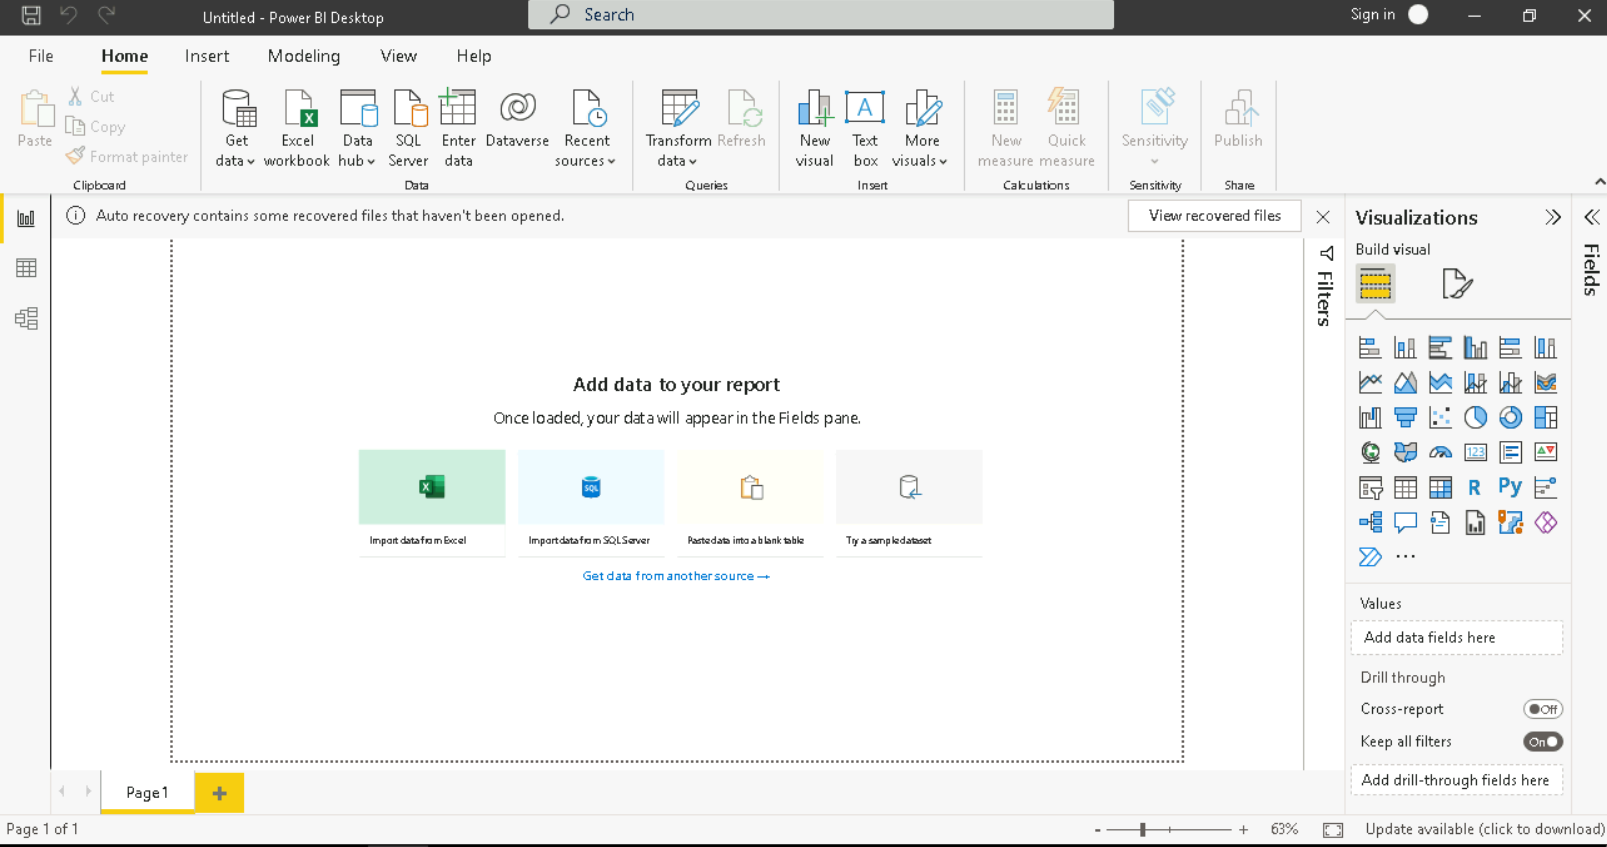 Untitled - Power BI Desktop
Search
Sign in
File Home Insert Modeling View Help
Paste
Cut
Copy
Format painter
Clipboard
Get data
Excel workbook
Data hub
SQL Server
Enter data
Dataverse
Recent sources
Data
Transform data
Refresh
Queries
New visual
Text box
More visuals
Insert
New measure
Quick measure
Calculations
Sensitivity
Sensitivity
Publish
Share
Auto recovery contains some recovered files that haven't been opened.
View recovered files
Filters
Visualizations
Build visual
Fields
Add data to your report
Once loaded, your data will appear in the Fields pane.
X
SQL
Import data from Excel
Import data from SQL Server
Paste data into a blank table
Try a sample dataset
Get data from another source →
123
R
Py
Values
Add data fields here
Drill through
Cross-report
Off
Keep all filters
On
Add drill-through fields here
Page 1
Page 1 of 1
- + 63%
Update available (click to download)